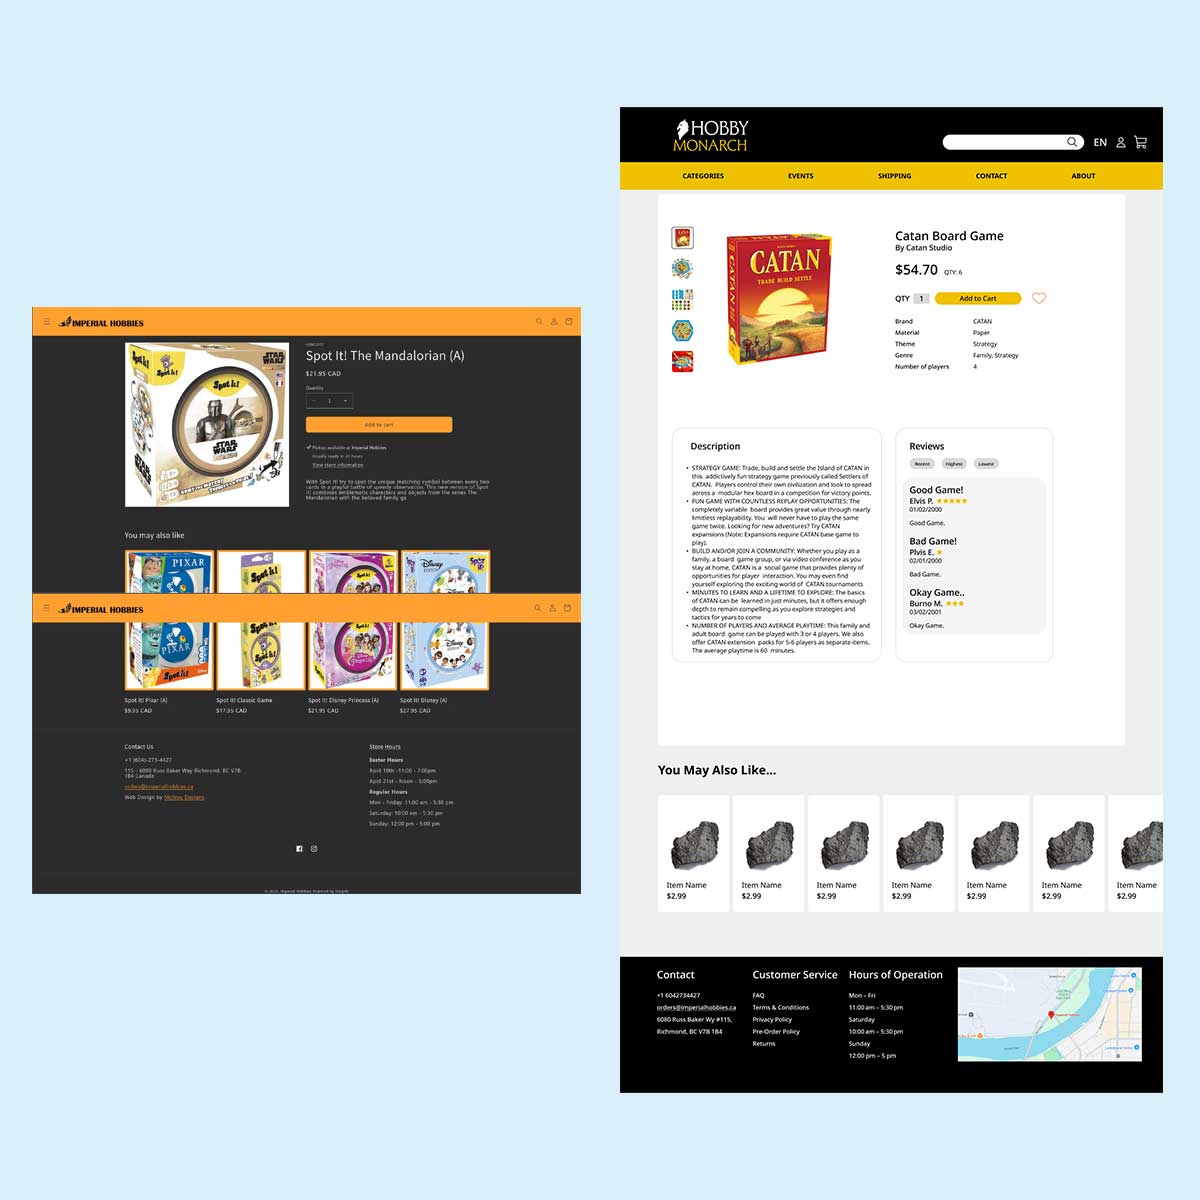 IMPERIAL HOBBIES
Spot It! The Mandalorian (A)
$21.95 CAD
Quantity
1
Add to cart
Pickup available at Imperial Hobbies
Usually ready in 24 hours
View store information
With Spot It! try to spot the unique matching symbol between every two
cards in a playful battle of speedy observation. This new version of Spot
It! combines emblematic characters and objects from the series The
Mandalorian with the beloved family ga
Spot it!
STAR
WARS
You may also like
PIXAR
Spot it!
Disney
EDITION
IMPERIAL HOBBIES
PIXAR
Spot it!
Spot It! Pixar (A)
$9.95 CAD
Spot It! Classic Game
$17.95 CAD
Spot It! Disney Princess (A)
$21.95 CAD
Spot It! Disney (A)
$27.95 CAD
Contact Us
+1 (604)-273-4427
115 - 6080 Russ Baker Way Richmond, BC V7B
1B4 Canada
orders@imperialhobbies.ca
Web Design by McIlroy Designs
Store Hours
Easter Hours
April 18th -11:00 - 7:00pm
April 21st - Noon - 5:00pm
Regular Hours
Mon - Friday: 11:00 am - 5:30 pm
Saturday: 10:00 am - 5:30 pm
Sunday: 12:00 pm - 5:00 pm
HOBBY
MONARCH
EN
CATEGORIES EVENTS SHIPPING CONTACT ABOUT
CATAN
TRADE BUILD SETTLE
Catan Board Game
By Catan Studio
$54.70 QTY: 6
QTY 1 Add to Cart
Brand CATAN
Material Paper
Theme Strategy
Genre Family, Strategy
Number of players 4
Description
• STRATEGY GAME: Trade, build and settle the Island of CATAN in
this addictively fun strategy game previously called Settlers of
CATAN. Players control their own civilization and look to spread
across a modular hex board in a competition for victory points.
• FUN GAME WITH COUNTLESS REPLAY OPPORTUNITIES: The
completely variable board provides great value through nearly
limitless replayability. You will never have to play the same
game twice. Looking for new adventures? Try CATAN
expansions (Note: Expansions require CATAN base game to
play).
• BUILD AND/OR JOIN A COMMUNITY: Whether you play as a
family, a board game group, or via video conference as you
stay at home, CATAN is a social game that provides plenty of
opportunities for player interaction. You may even find
yourself exploring the exciting world of CATAN tournaments
• MINUTES TO LEARN AND A LIFETIME TO EXPLORE: The basics
of CATAN can be learned in just minutes, but it offers enough
depth to remain compelling as you explore strategies and
tactics for years to come
• NUMBER OF PLAYERS AND AVERAGE PLAYTIME: This family and
adult board game can be played with 3 or 4 players. We also
offer CATAN extension packs for 5-6 players as separate items.
The average playtime is 60 minutes.
Reviews
Recent Highest Lowest
Good Game!
Elvis P.
01/02/2000
Good Game.
Bad Game!
Plvis E.
02/01/2000
Bad Game.
Okay Game..
Burno M.
03/02/2001
Okay Game.
You May Also Like...
Item Name Item Name Item Name Item Name Item Name Item Name Item Name
$2.99 $2.99 $2.99 $2.99 $2.99 $2.99 $2.99
Contact
+1 6042734427
orders@imperialhobbies.ca
6080 Russ Baker Wy #115,
Richmond, BC V7B 1B4
Customer Service
FAQ
Terms & Conditions
Privacy Policy
Pre-Order Policy
Returns
Hours of Operation
Mon – Fri
11:00 am – 5:30 pm
Saturday
10:00 am – 5:30 pm
Sunday
12:00 pm – 5 pm